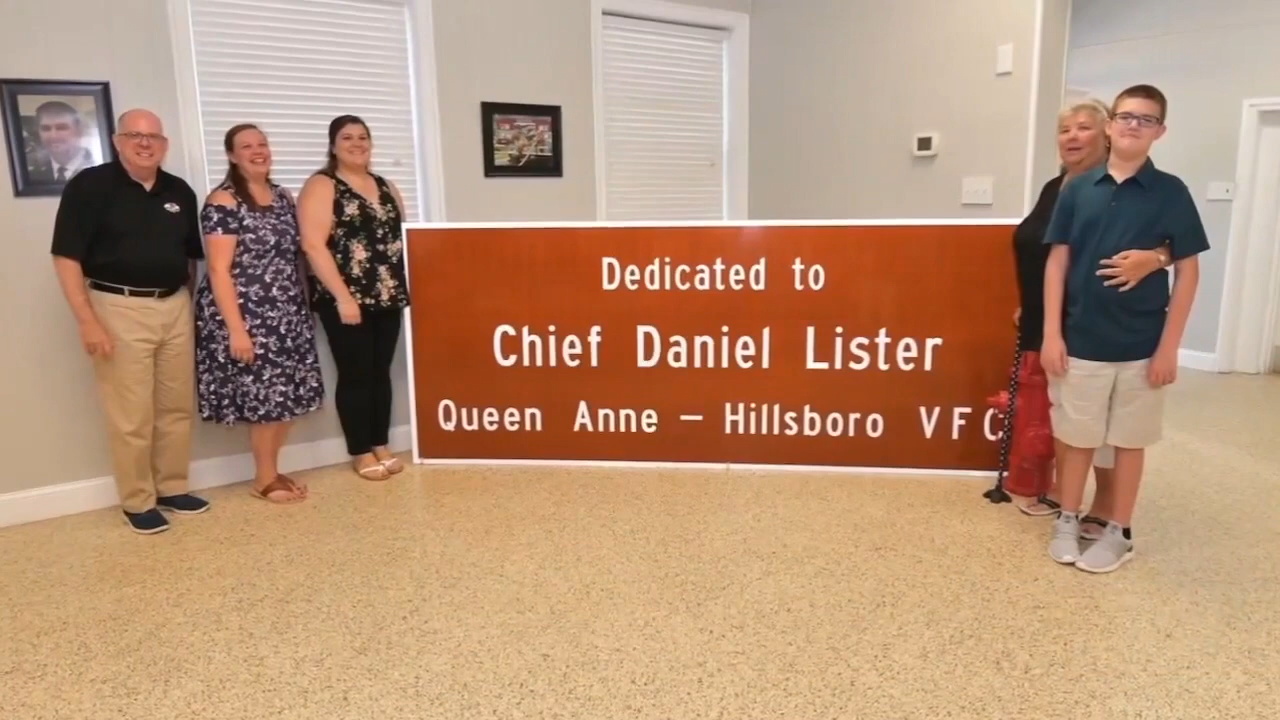 Dedicated to
Chief Daniel Lister
Queen Anne – Hillsboro VFC